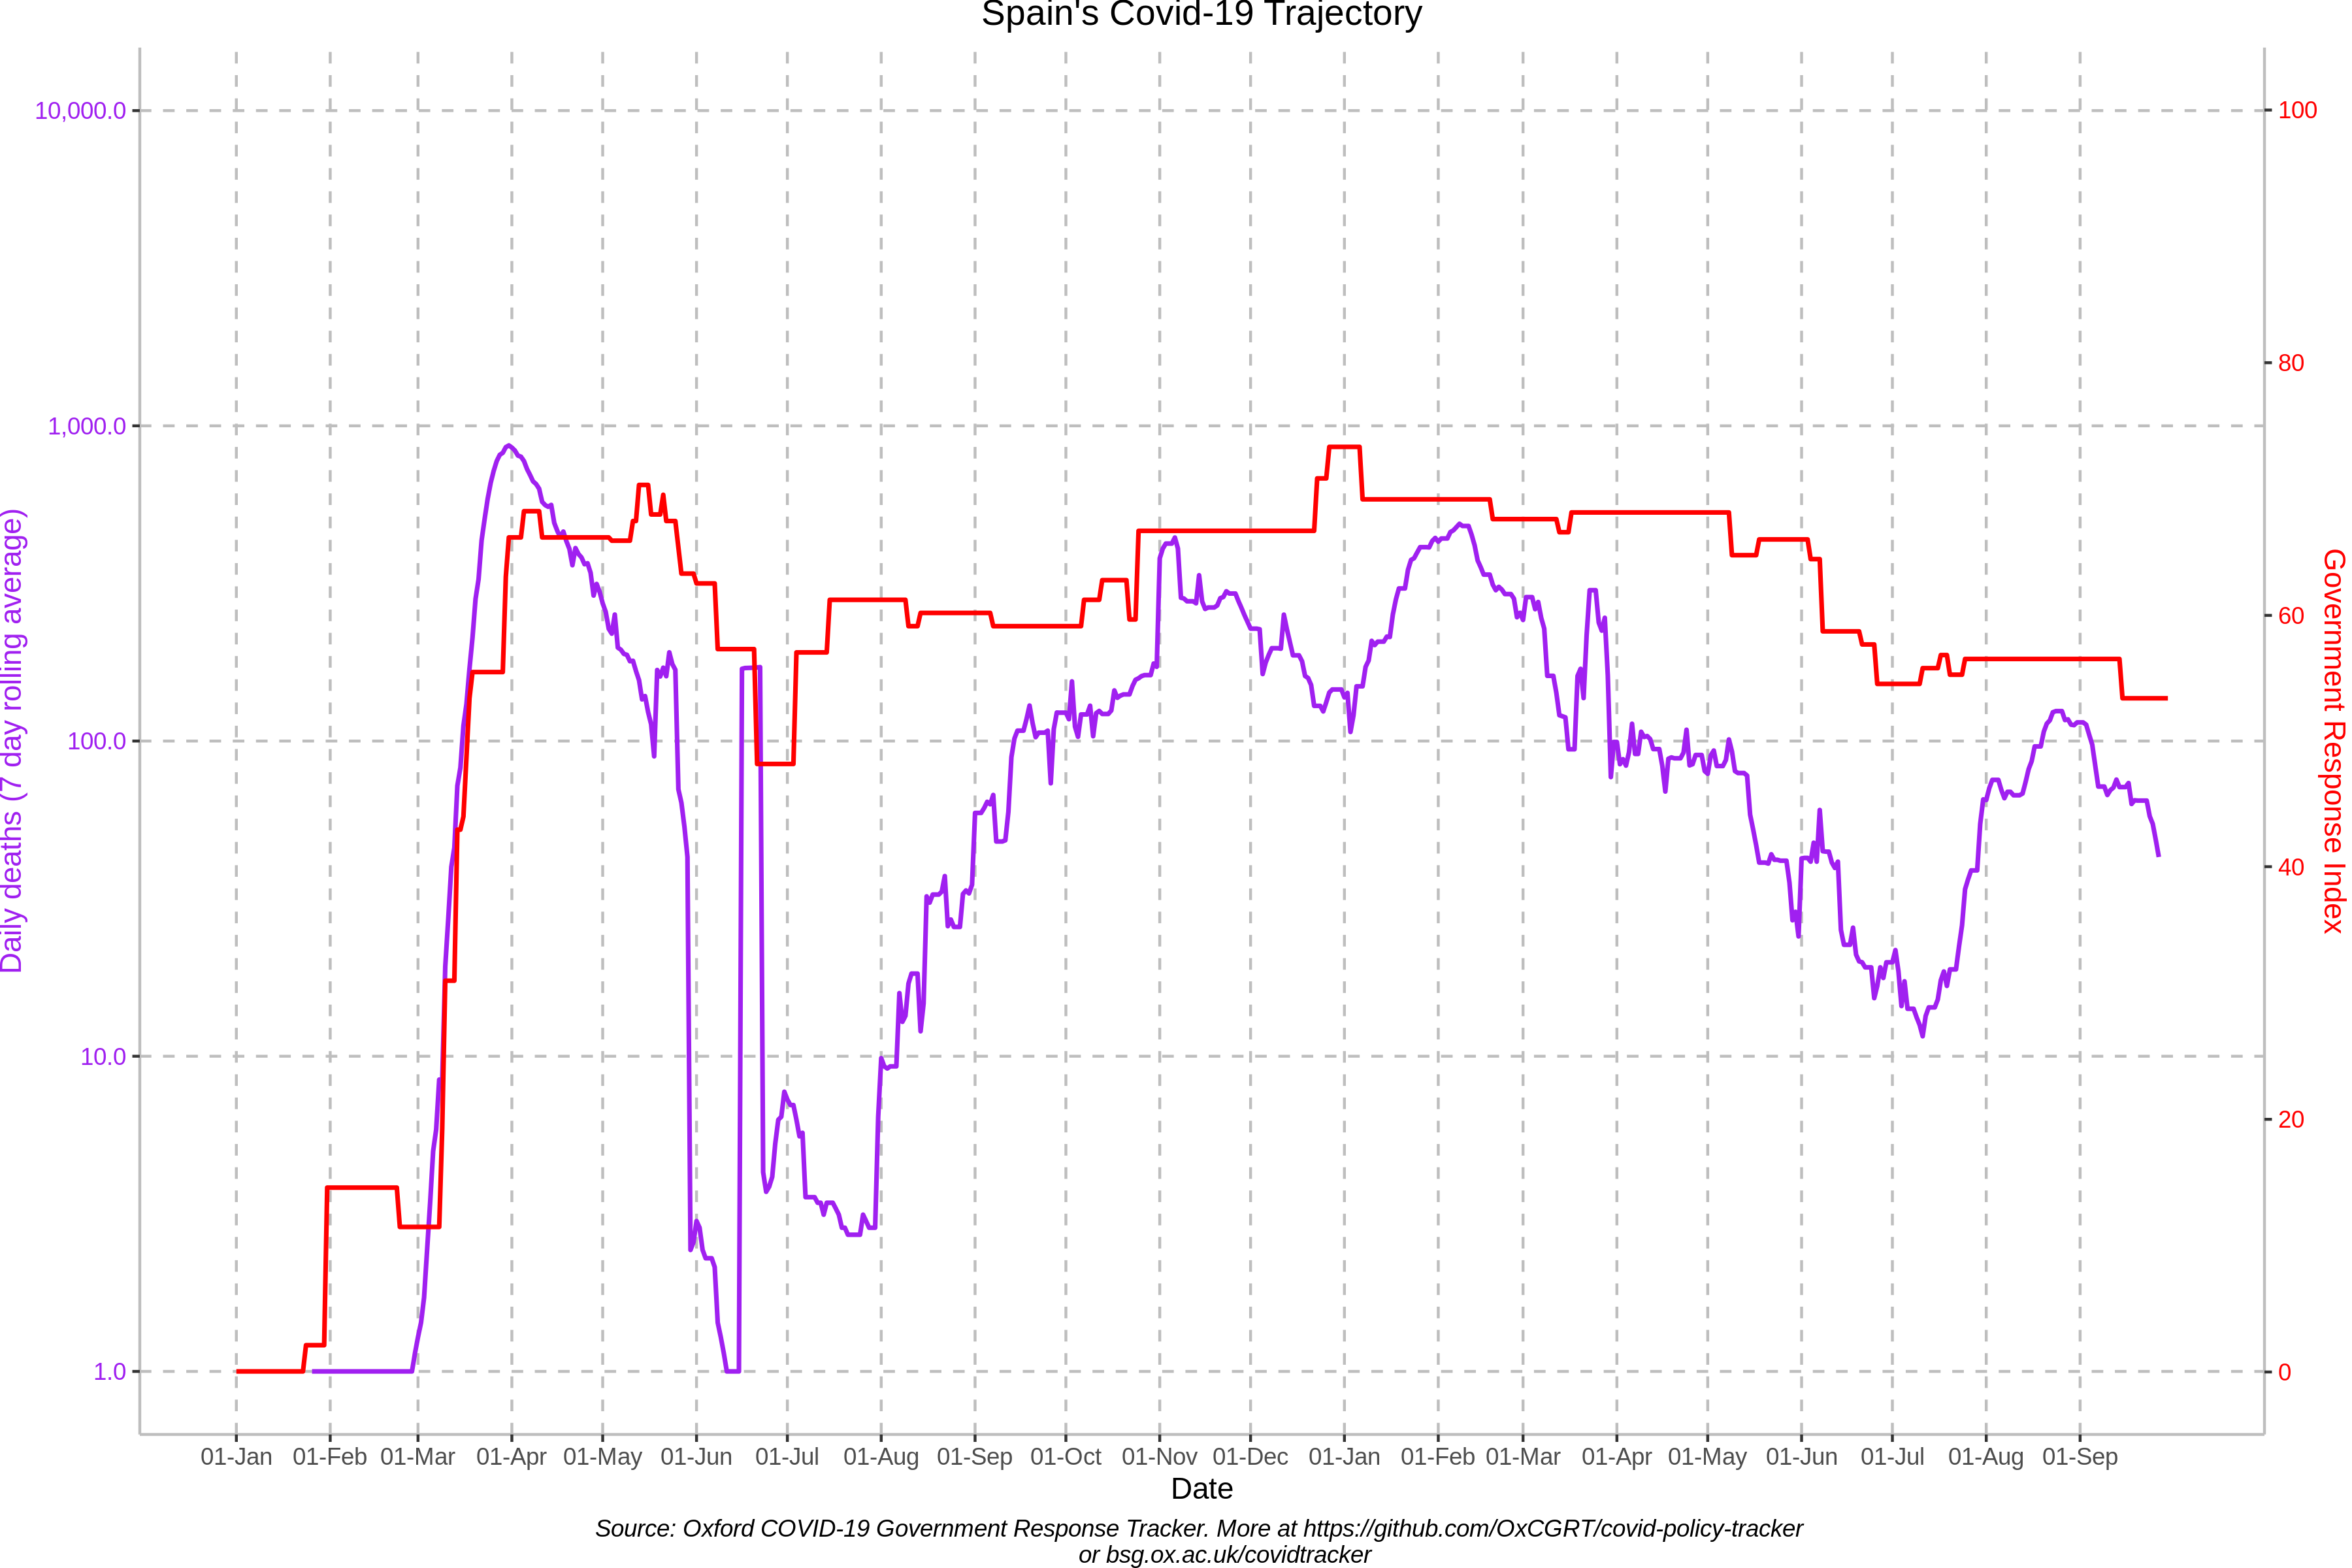 Spain's Covid-19 Trajectory
10,000.0
1,000.0
100.0
10.0
1.0
Daily deaths (7 day rolling average)
100
80
60
40
20
0
Government Response Index
01-Jan 01-Feb 01-Mar 01-Apr 01-May 01-Jun 01-Jul 01-Aug 01-Sep 01-Oct 01-Nov 01-Dec 01-Jan 01-Feb 01-Mar 01-Apr 01-May 01-Jun 01-Jul 01-Aug 01-Sep
Date
Source: Oxford COVID-19 Government Response Tracker. More at https://github.com/OxCGRT/covid-policy-tracker
or bsg.ox.ac.uk/covidtracker